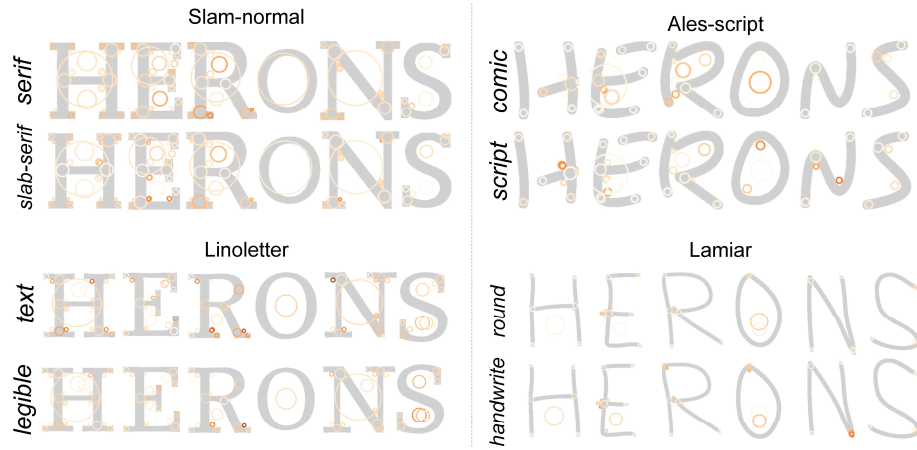 Slam-normal
serif HERONS
slab-serif HERONS
Linoletter
text HERONS
legible HERONS
Ales-script
comic HERONS
script HERONS
Lamiar
round HERONS
handwrite HERONS